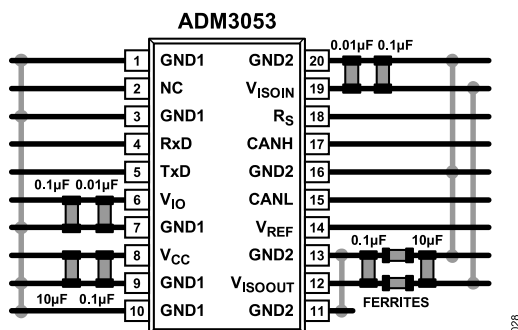 ADM3053
0.01µF 0.1µF
1 GND1 GND2 20
2 NC VISOIN 19
3 GND1 RS 18
4 RxD CANH 17
5 TxD GND2 16
0.1µF 0.01µF
6 VIO CANL 15
7 GND1 VREF 14
0.1µF 10µF
8 VCC GND2 13
9 GND1 VISOOUT 12
10µF 0.1µF
FERRITES
10 GND1 GND2 11
028